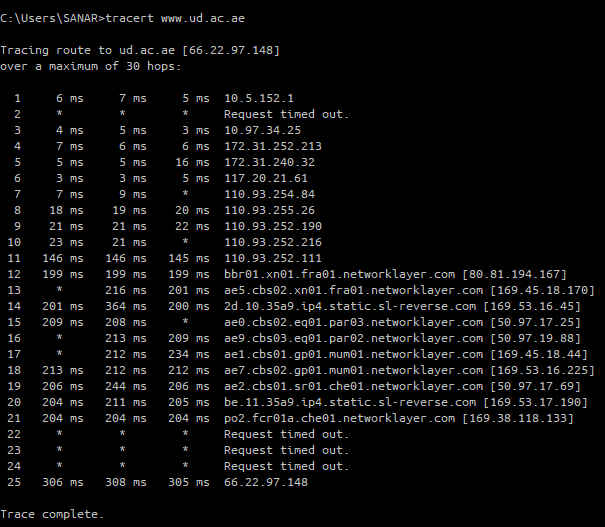 C:\Users\SANAR>tracert www.ud.ac.ae
Tracing route to ud.ac.ae [66.22.97.148]
over a maximum of 30 hops:
1 6 ms 7 ms 5 ms 10.5.152.1
2 * * * Request timed out.
3 4 ms 5 ms 3 ms 10.97.34.25
4 7 ms 6 ms 6 ms 172.31.252.213
5 5 ms 5 ms 16 ms 172.31.240.32
6 3 ms 3 ms 5 ms 117.20.21.61
7 7 ms 9 ms * 110.93.254.84
8 18 ms 19 ms 20 ms 110.93.255.26
9 21 ms 21 ms 22 ms 110.93.252.190
10 23 ms 21 ms * 110.93.252.216
11 146 ms 146 ms 145 ms 110.93.252.111
12 199 ms 199 ms 199 ms bbr01.xn01.fra01.networklayer.com [80.81.194.167]
13 * 216 ms 201 ms ae5.cbs02.xn01.fra01.networklayer.com [169.45.18.170]
14 201 ms 364 ms 200 ms 2d.10.35a9.ip4.static.sl-reverse.com [169.53.16.45]
15 209 ms 208 ms * ae0.cbs02.eq01.par03.networklayer.com [50.97.17.25]
16 * 213 ms 209 ms ae9.cbs03.eq01.par02.networklayer.com [50.97.19.88]
17 * 212 ms 234 ms ae1.cbs01.gp01.mum01.networklayer.com [169.45.18.44]
18 213 ms 212 ms 212 ms ae7.cbs02.gp01.mum01.networklayer.com [169.53.16.225]
19 206 ms 244 ms 206 ms ae2.cbs01.sr01.che01.networklayer.com [50.97.17.69]
20 204 ms 211 ms 205 ms be.11.35a9.ip4.static.sl-reverse.com [169.53.17.190]
21 204 ms 204 ms 204 ms po2.fcr01a.che01.networklayer.com [169.38.118.133]
22 * * * Request timed out.
23 * * * Request timed out.
24 * * * Request timed out.
25 306 ms 308 ms 305 ms 66.22.97.148
Trace complete.